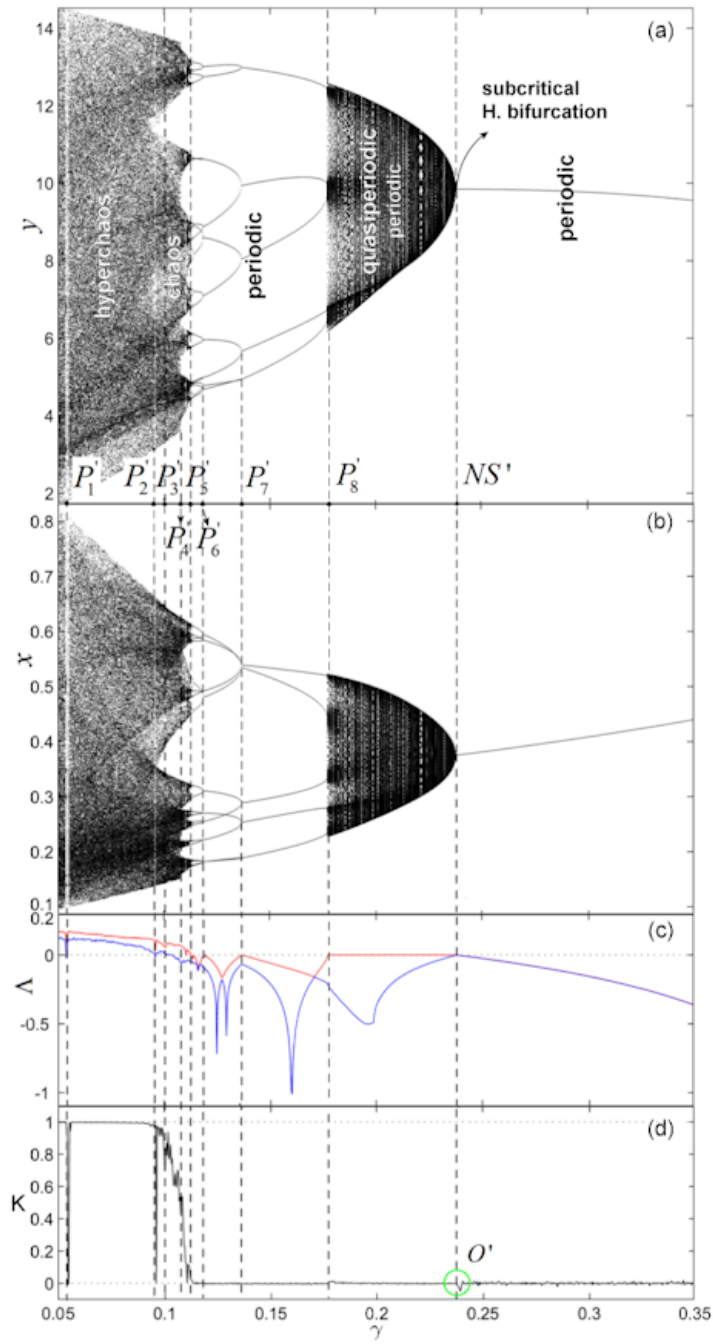 14
(a)
subcritical
H. bifurcation
12
10
y
hyperchaos
chaos
periodic
quasiperiodic
periodic
periodic
8
6
4
2
P'1 P'2 P'3 P'5 P'7 P'8 NS'
0.8
P'4 P'6
(b)
0.7
0.6
x
0.5
0.4
0.3
0.2
0.1
0.2
(c)
0
Λ
-0.5
-1
1
(d)
0.8
0.6
K
0.4
O'
0.2
0
0.05 0.1 0.15 0.2 0.25 0.3 0.35
γ